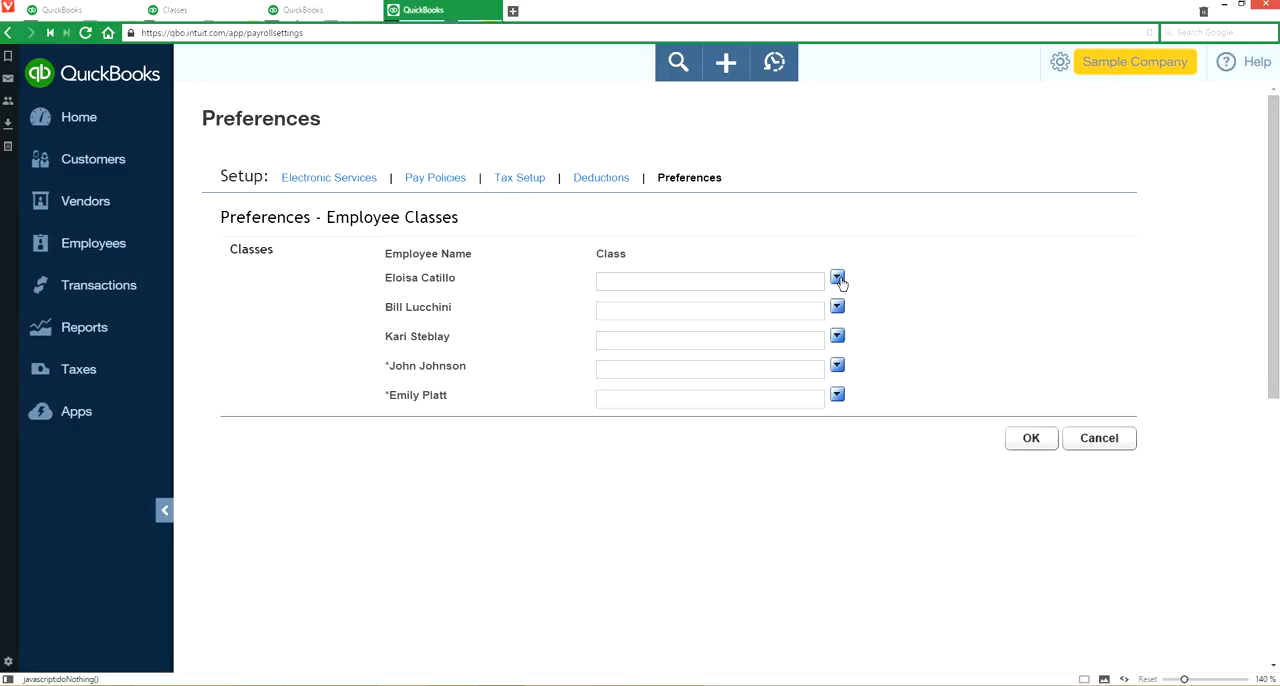 QuickBooks Classes QuickBooks QuickBooks
https://qbo.intuit.com/app/payrollsettings Search Google
qb QuickBooks Sample Company ? Help
Home
Customers
Vendors
Employees
Transactions
Reports
Taxes
Apps
Preferences
Setup: Electronic Services | Pay Policies | Tax Setup | Deductions | Preferences
Preferences - Employee Classes
Classes Employee Name Class
Eloisa Catillo
Bill Lucchini
Kari Steblay
*John Johnson
*Emily Platt
OK Cancel
javascript:doNothing() Reset 140 %